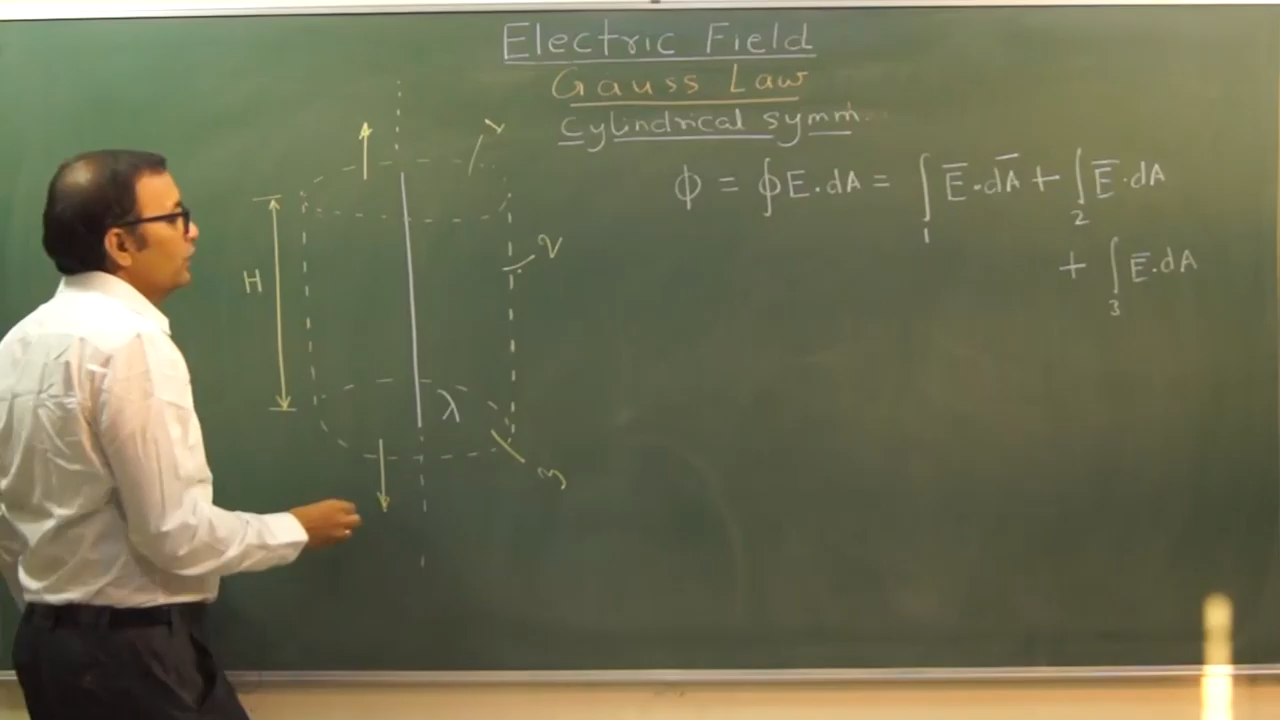 Electric Field
Gauss Law
Cylindrical symm.
ϕ = ∮E.dA = ∫₁ E̅.dA̅ + ∫₂ E̅.dA
+ ∫₃ E̅.dA
H
λ